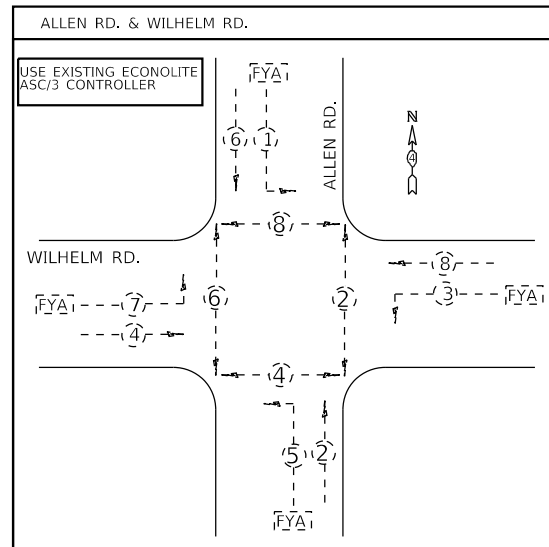 ALLEN RD. & WILHELM RD.
USE EXISTING ECONOLITE
ASC/3 CONTROLLER
FYA
6 1
ALLEN RD.
N
4
8
WILHELM RD.
8
FYA 7
6
2
3 FYA
4
4
5 2
FYA